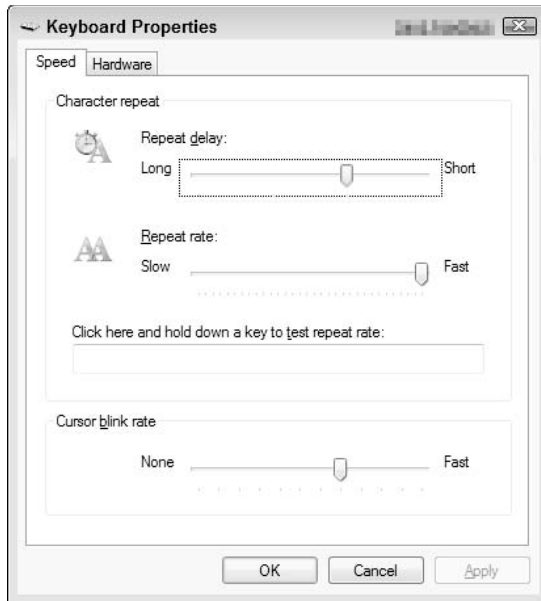 Keyboard Properties
Speed Hardware
Character repeat
Repeat delay:
Long Short
Repeat rate:
Slow Fast
Click here and hold down a key to test repeat rate:
Cursor blink rate
None Fast
OK Cancel Apply